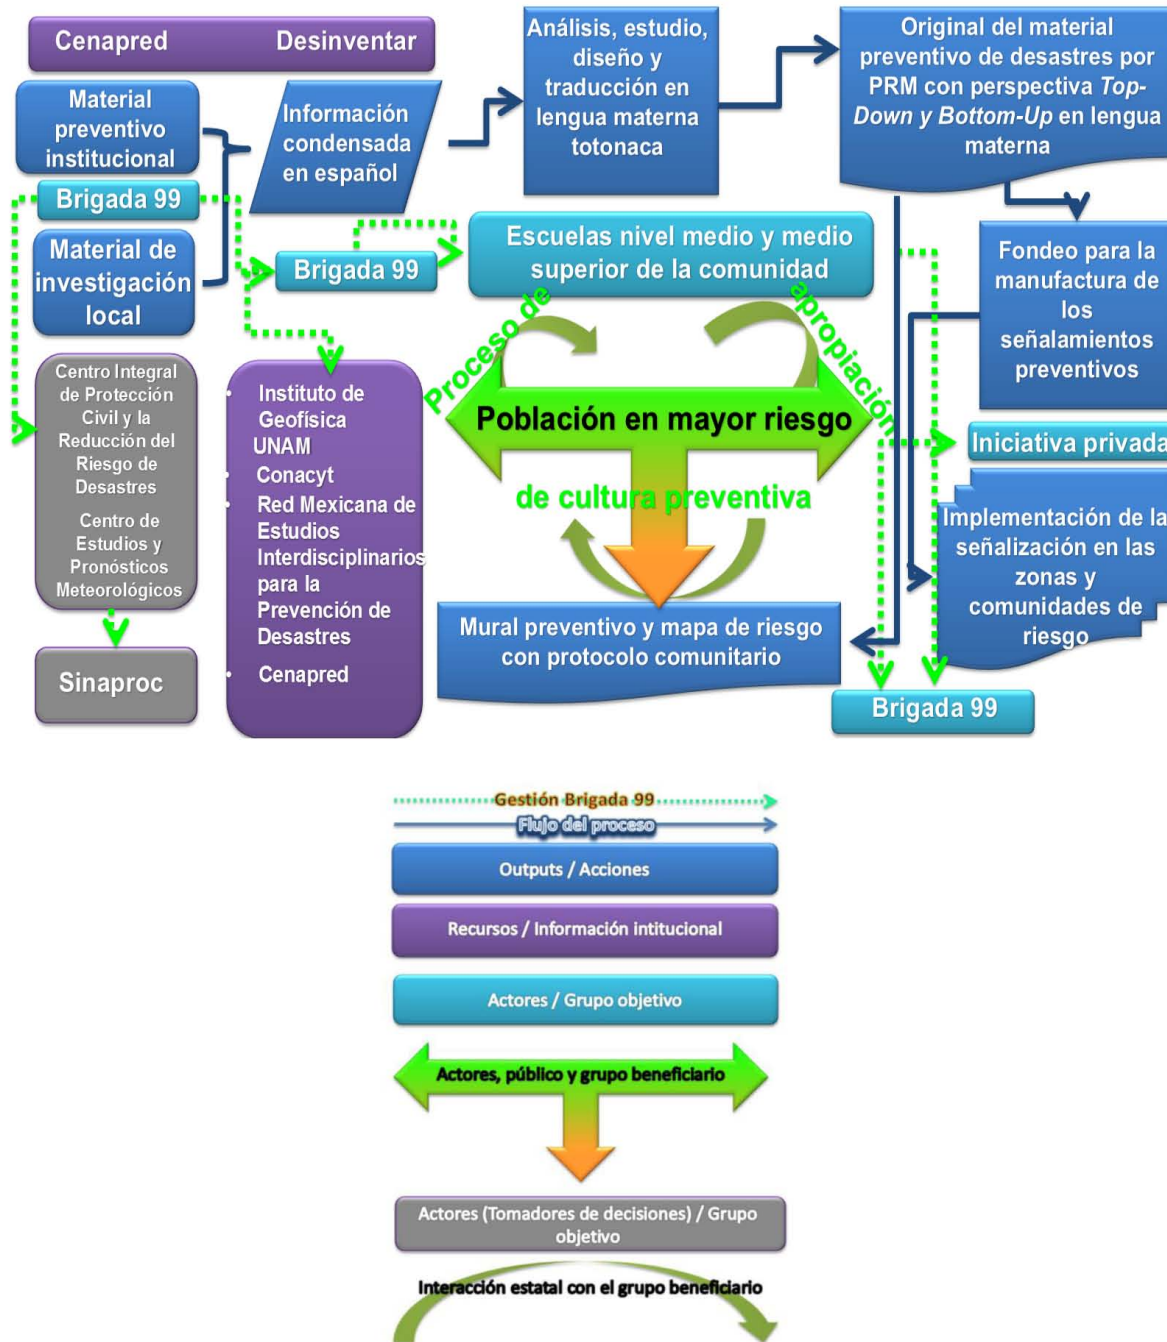 Cenapred Desinventar
Material
preventivo
institucional
Brigada 99
Material de
investigación
local
Información
condensada
en español
Análisis, estudio,
diseño y
traducción en
lengua materna
totonaca
Original del material
preventivo de desastres por
PRM con perspectiva Top-
Down y Bottom-Up en lengua
materna
Brigada 99
Escuelas nivel medio y medio
superior de la comunidad
Fondeo para la
manufactura de
los
señalamientos
preventivos
Centro Integral
de Protección
Civil y la
Reducción del
Riesgo de
Desastres
Centro de
Estudios y
Pronósticos
Meteorológicos
Sinaproc
• Instituto de
Geofísica
UNAM
• Conacyt
• Red Mexicana de
Estudios
Interdisciplinarios
para la
Prevención de
Desastres
• Cenapred
Proceso de
apropiación
Población en mayor riesgo
de cultura preventiva
Mural preventivo y mapa de riesgo
con protocolo comunitario
Iniciativa privada
Implementación de la
señalización en las
zonas y
comunidades de
riesgo
Brigada 99
Gestión Brigada 99
Flujo del proceso
Outputs / Acciones
Recursos / Información intitucional
Actores / Grupo objetivo
Actores, público y grupo beneficiario
Actores (Tomadores de decisiones) / Grupo
objetivo
Interacción estatal con el grupo beneficiario